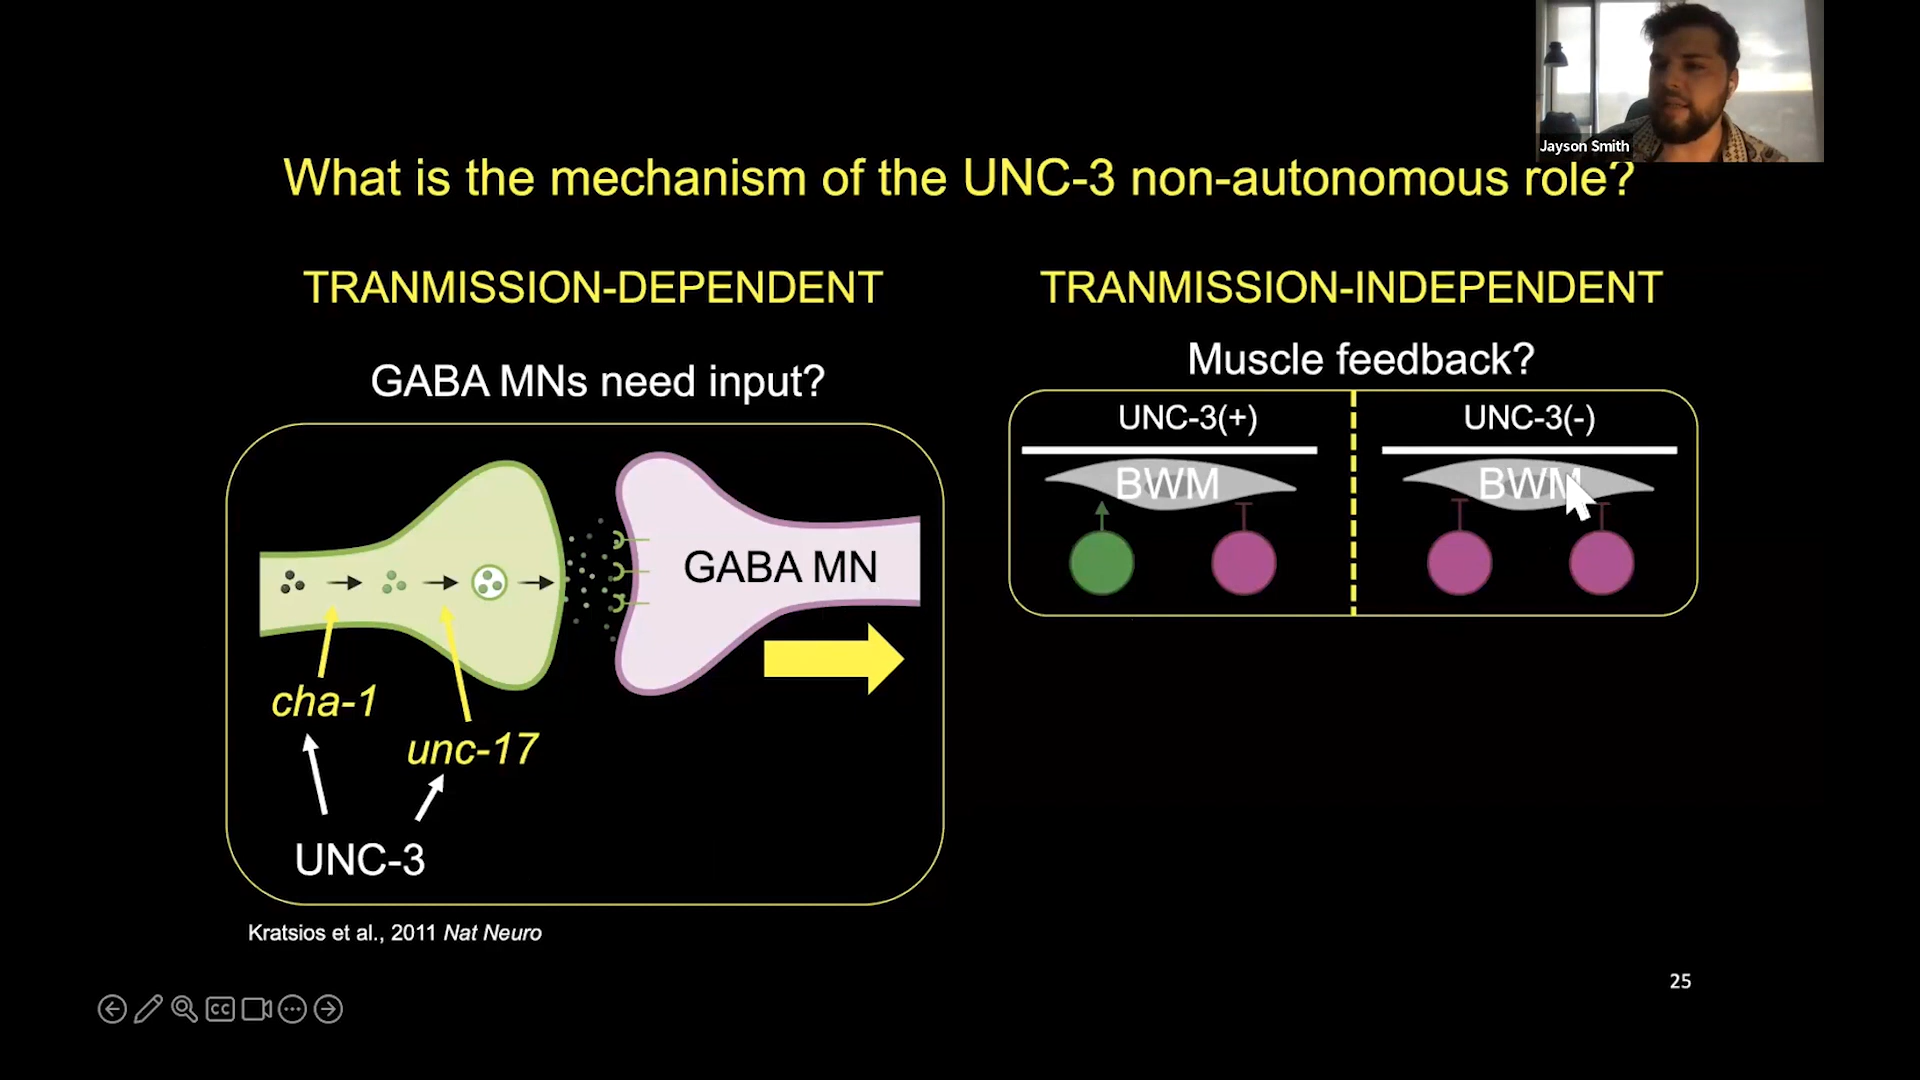 Jayson Smith
What is the mechanism of the UNC-3 non-autonomous role?
TRANMISSION-DEPENDENT
GABA MNs need input?
GABA MN
cha-1
unc-17
UNC-3
Kratsios et al., 2011 Nat Neuro
TRANMISSION-INDEPENDENT
Muscle feedback?
UNC-3(+)
BWM
UNC-3(-)
BWM
25
CC